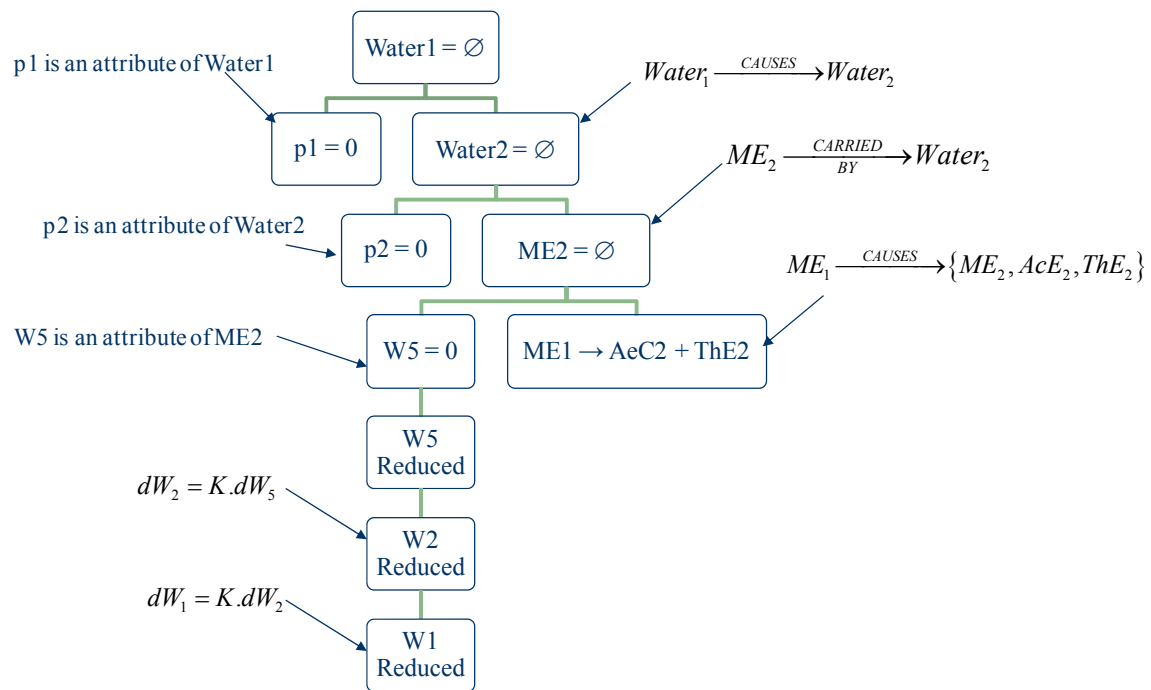 Water1 = ∅
p1 is an attribute of Water1
Water₁ —CAUSES→ Water₂
p1 = 0
Water2 = ∅
ME₂ —CARRIED BY→ Water₂
p2 is an attribute of Water2
p2 = 0
ME2 = ∅
ME₁ —CAUSES→ {ME₂, AcE₂, ThE₂}
W5 is an attribute of ME2
W5 = 0
ME1 → AeC2 + ThE2
W5
Reduced
dW₂ = K.dW₅
W2
Reduced
dW₁ = K.dW₂
W1
Reduced